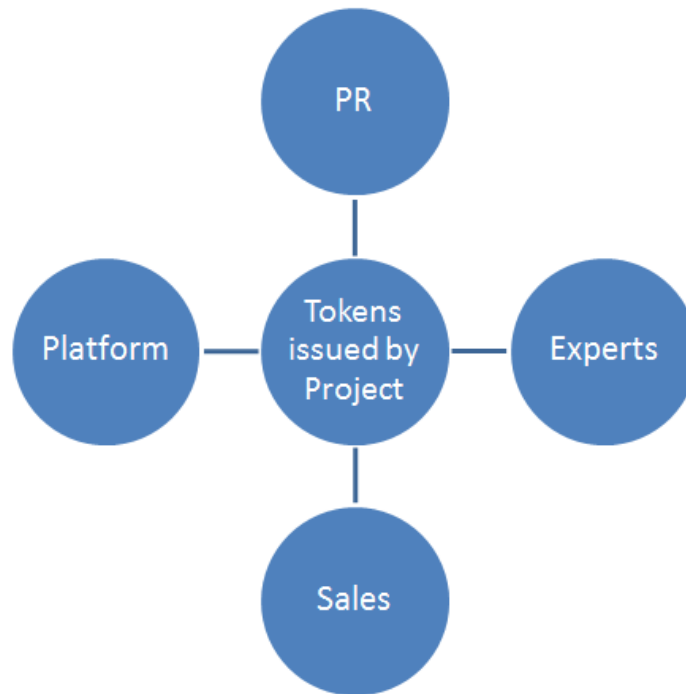 PR
Platform
Tokens
issued by
Project
Experts
Sales